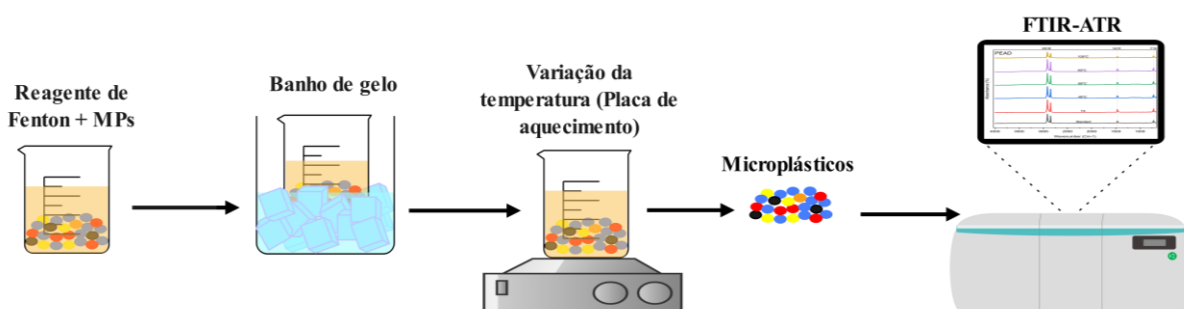 Reagente de
Fenton + MPs
Banho de gelo
Variação da
temperatura (Placa de
aquecimento)
Microplásticos
FTIR-ATR
PEAD